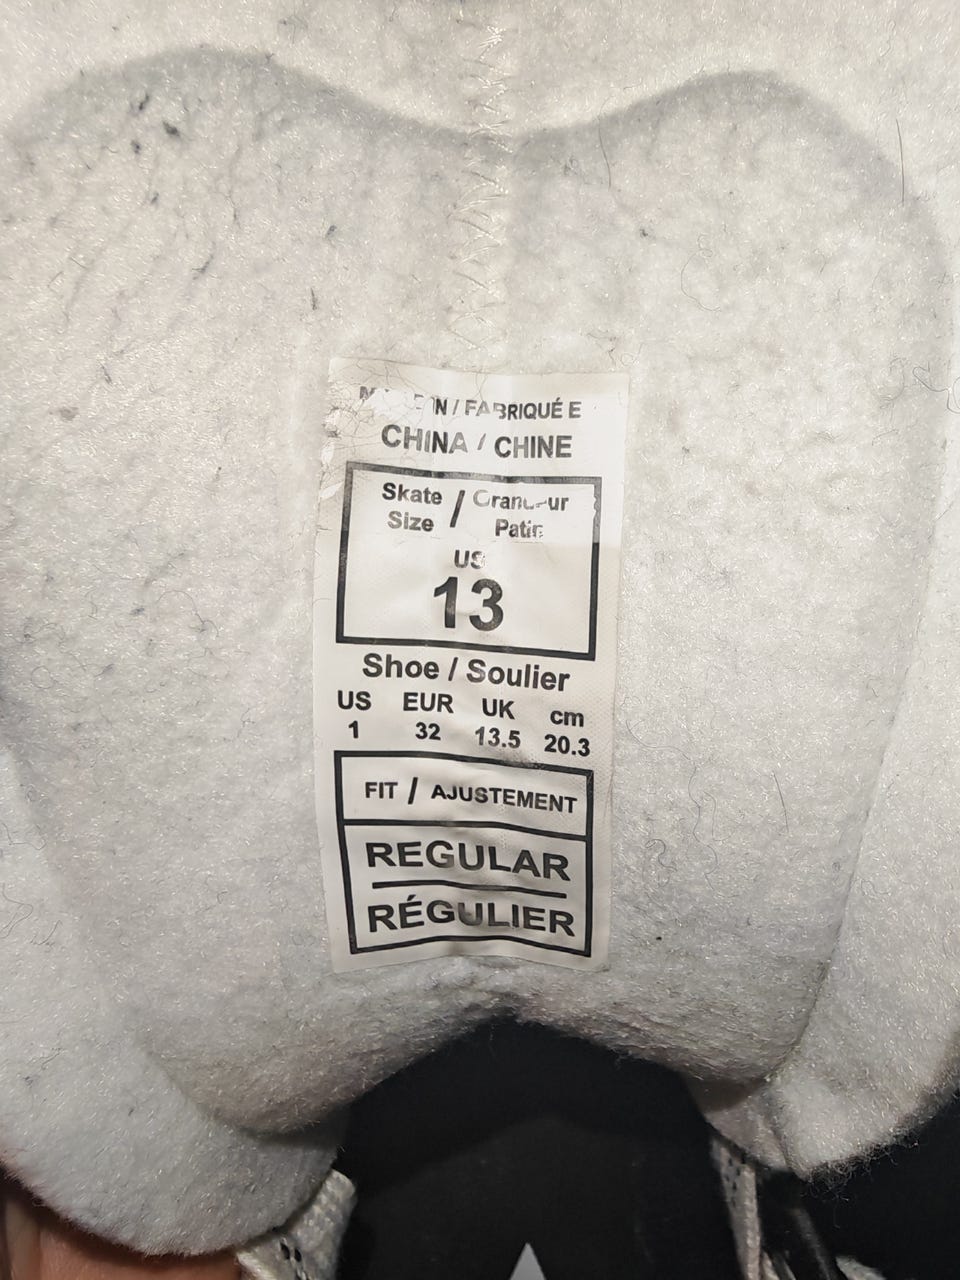 N / FABRIQUÉ E
CHINA / CHINE
Skate / 
Size Patin
US
13
Shoe / Soulier
US EUR UK cm
1 32 13.5 20.3
FIT / AJUSTEMENT
REGULAR
RÉGULIER